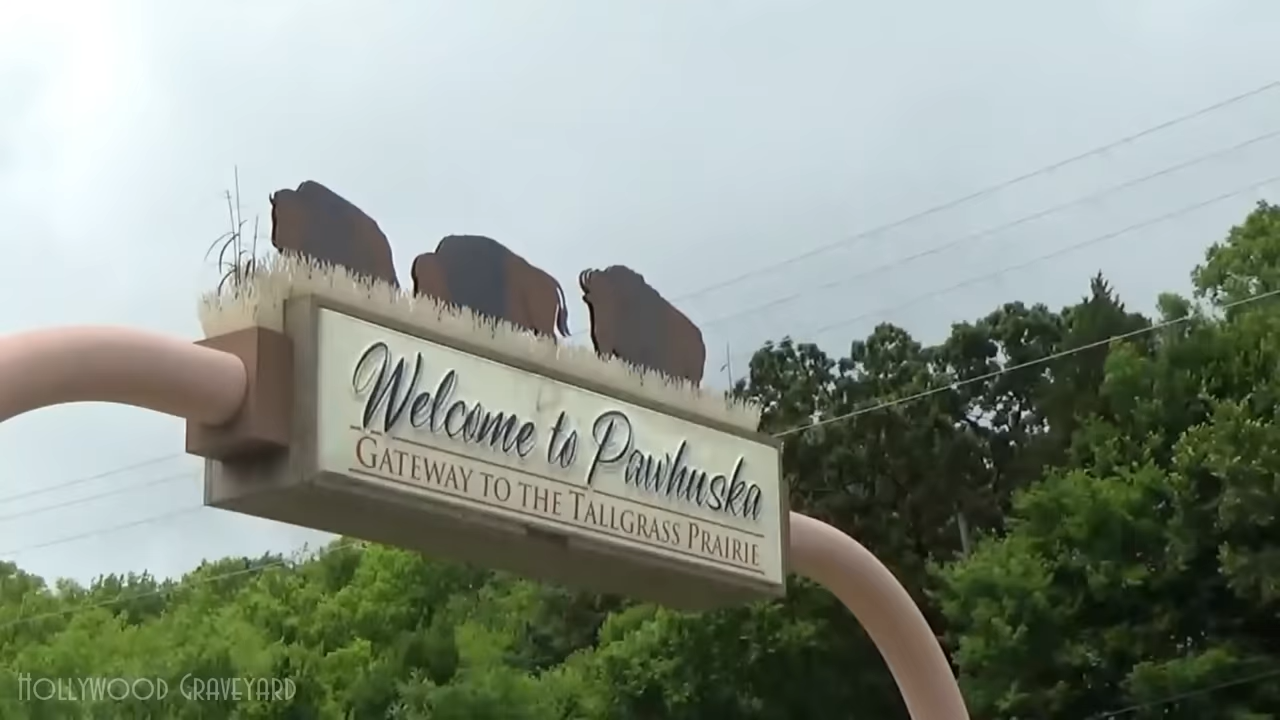 Welcome to Pawhuska
GATEWAY TO THE TALLGRASS PRAIRIE
HOLLYWOOD GRAVEYARD